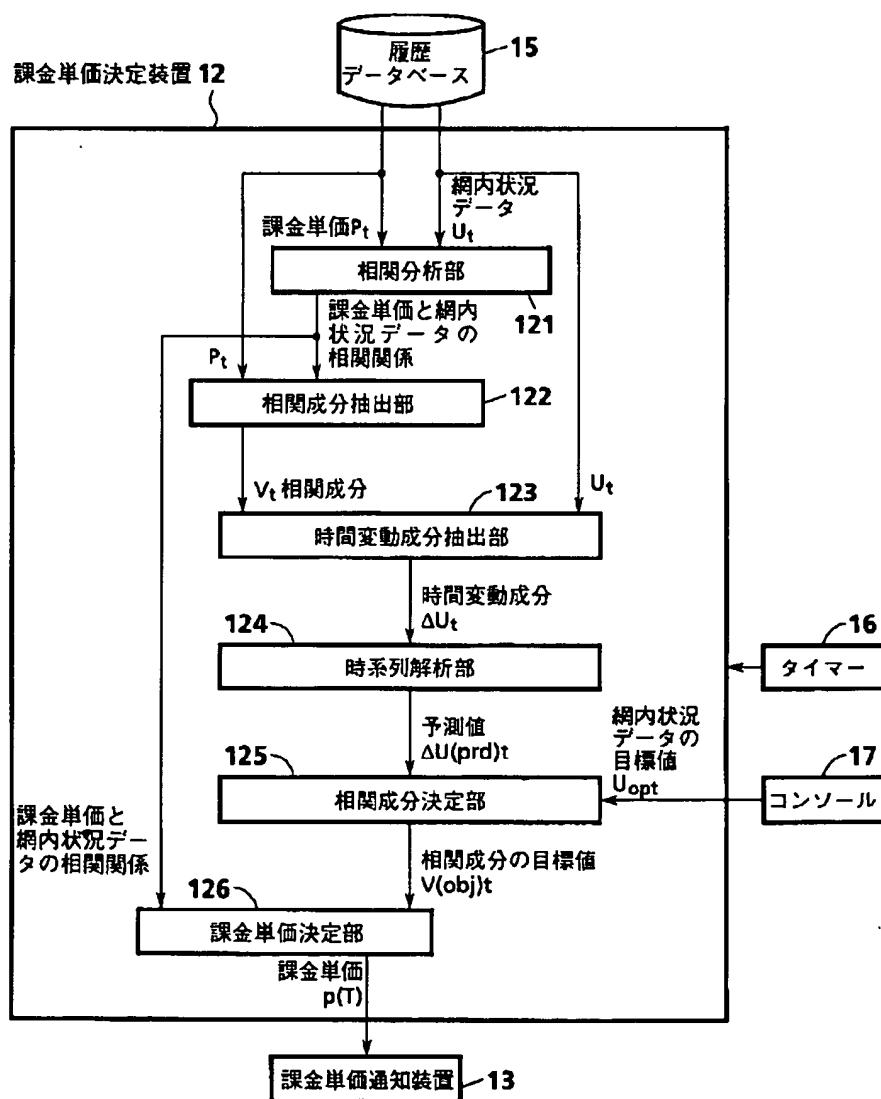 履歴
データベース
15
課金単価決定装置 12
網内状況
データ
Ut
課金単価Pt
相関分析部
121
課金単価と網内
状況データの
相関関係
Pt
相関成分抽出部
122
Vt 相関成分
123
Ut
時間変動成分抽出部
時間変動成分
ΔUt
124
時系列解析部
16
タイマー
予測値
ΔU(prd)t
網内状況
データの
目標値
Uopt
125
相関成分決定部
17
コンソール
課金単価と
網内状況デー
タの相関関係
相関成分の目標値
V(obj)t
126
課金単価決定部
課金単価
p(T)
課金単価通知装置
13